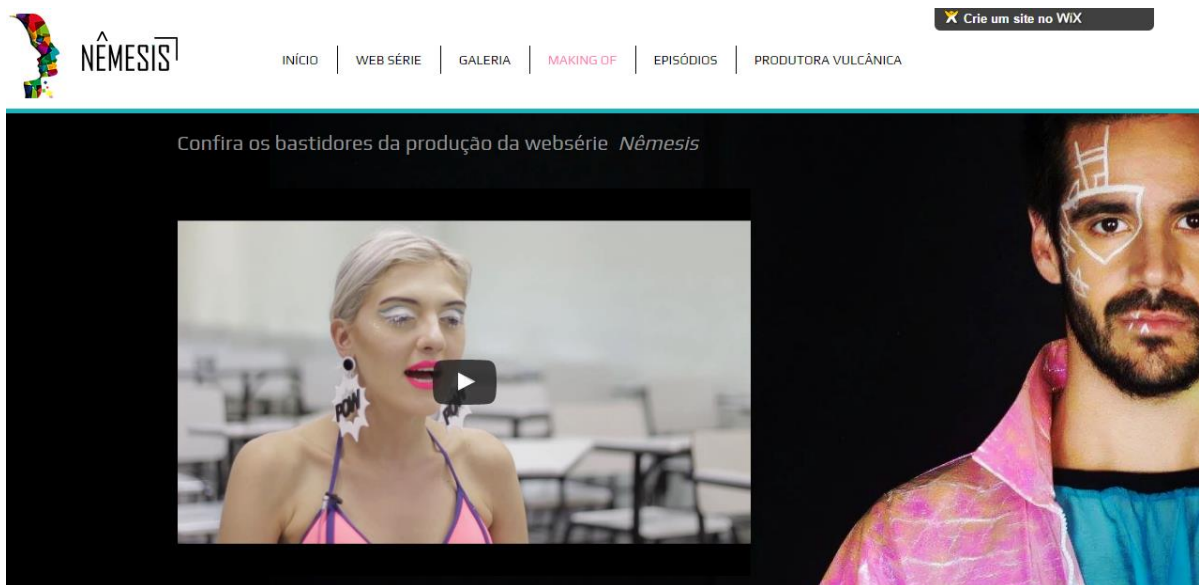 Crie um site no WiX
NÊMESIS
INÍCIO
WEB SÉRIE
GALERIA
MAKING OF
EPISÓDIOS
PRODUTORA VULCÂNICA
Confira os bastidores da produção da websérie Nêmesis
POW
POW